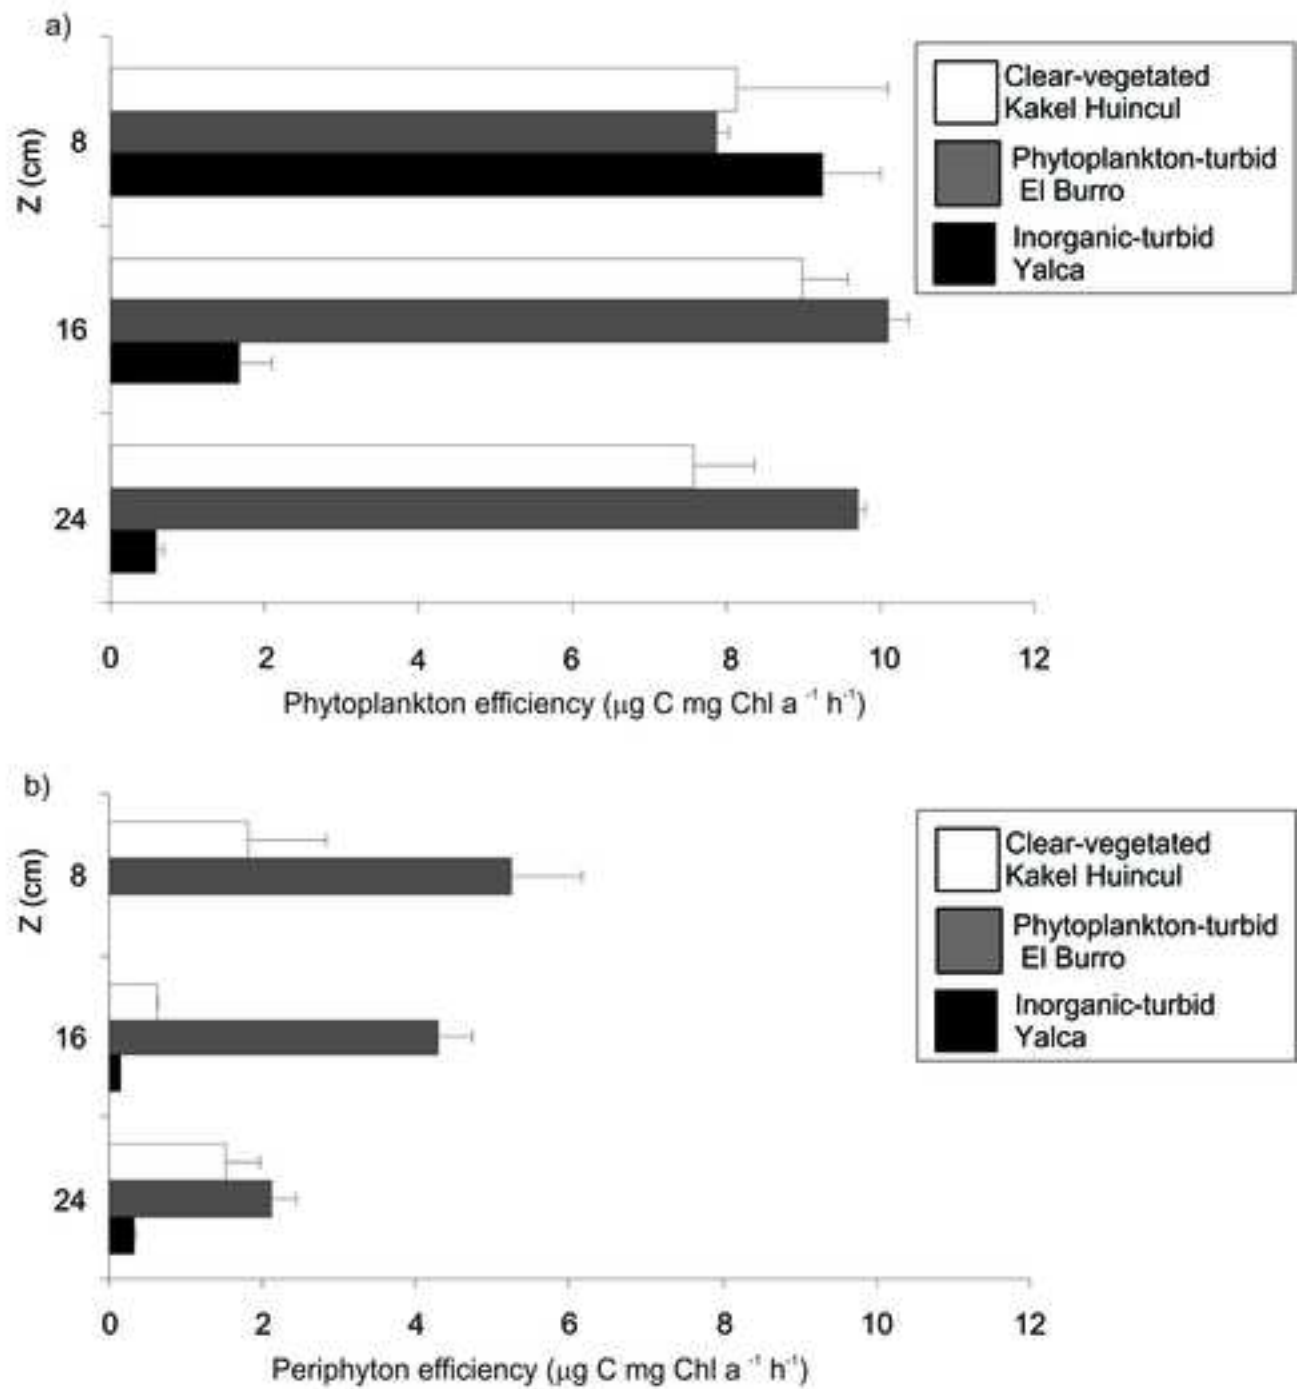 a)
Z (cm)
8
16
24
0 2 4 6 8 10 12
Phytoplankton efficiency (µg C mg Chl a ⁻¹ h⁻¹)
Clear-vegetated
Kakel Huincul
Phytoplankton-turbid
El Burro
Inorganic-turbid
Yalca
b)
Z (cm)
8
16
24
0 2 4 6 8 10 12
Periphyton efficiency (µg C mg Chl a ⁻¹ h⁻¹)
Clear-vegetated
Kakel Huincul
Phytoplankton-turbid
El Burro
Inorganic-turbid
Yalca